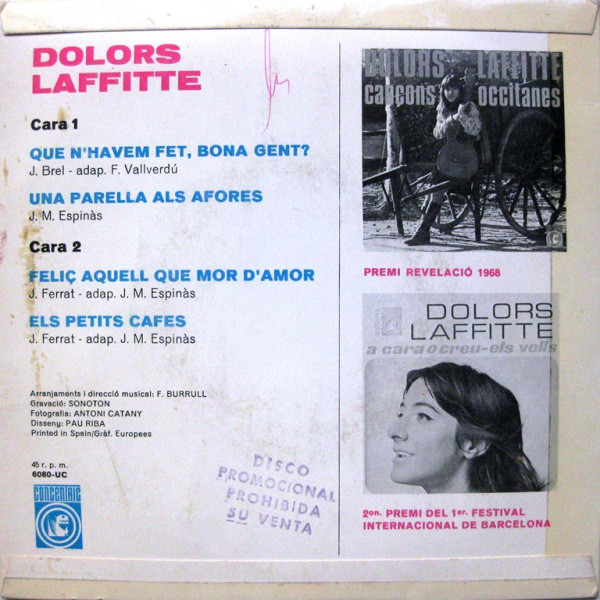 DOLORS
LAFFITTE
Cara 1
QUE N'HAVEM FET, BONA GENT?
J. Brel - adap. F. Vallverdú
UNA PARELLA ALS AFORES
J. M. Espinàs
Cara 2
FELIÇ AQUELL QUE MOR D'AMOR
J. Ferrat - adap. J. M. Espinàs
ELS PETITS CAFES
J. Ferrat - adap. J. M. Espinàs
Arranjaments i direcció musical: F. BURRULL
Gravació: SONOTON
Fotografia: ANTONI CATANY
Disseny: PAU RIBA
Printed in Spain/Gràf. Europees
45 r. p. m.
6080-UC
concentric
DISCO
PROMOCIONAL
PROHIBIDA
SU VENTA
DOLORS LAFFITTE
cançons occitanes
PREMI REVELACIÓ 1968
DOLORS
LAFFITTE
a cara o creu-els vells
2on. PREMI DEL 1er. FESTIVAL
INTERNACIONAL DE BARCELONA